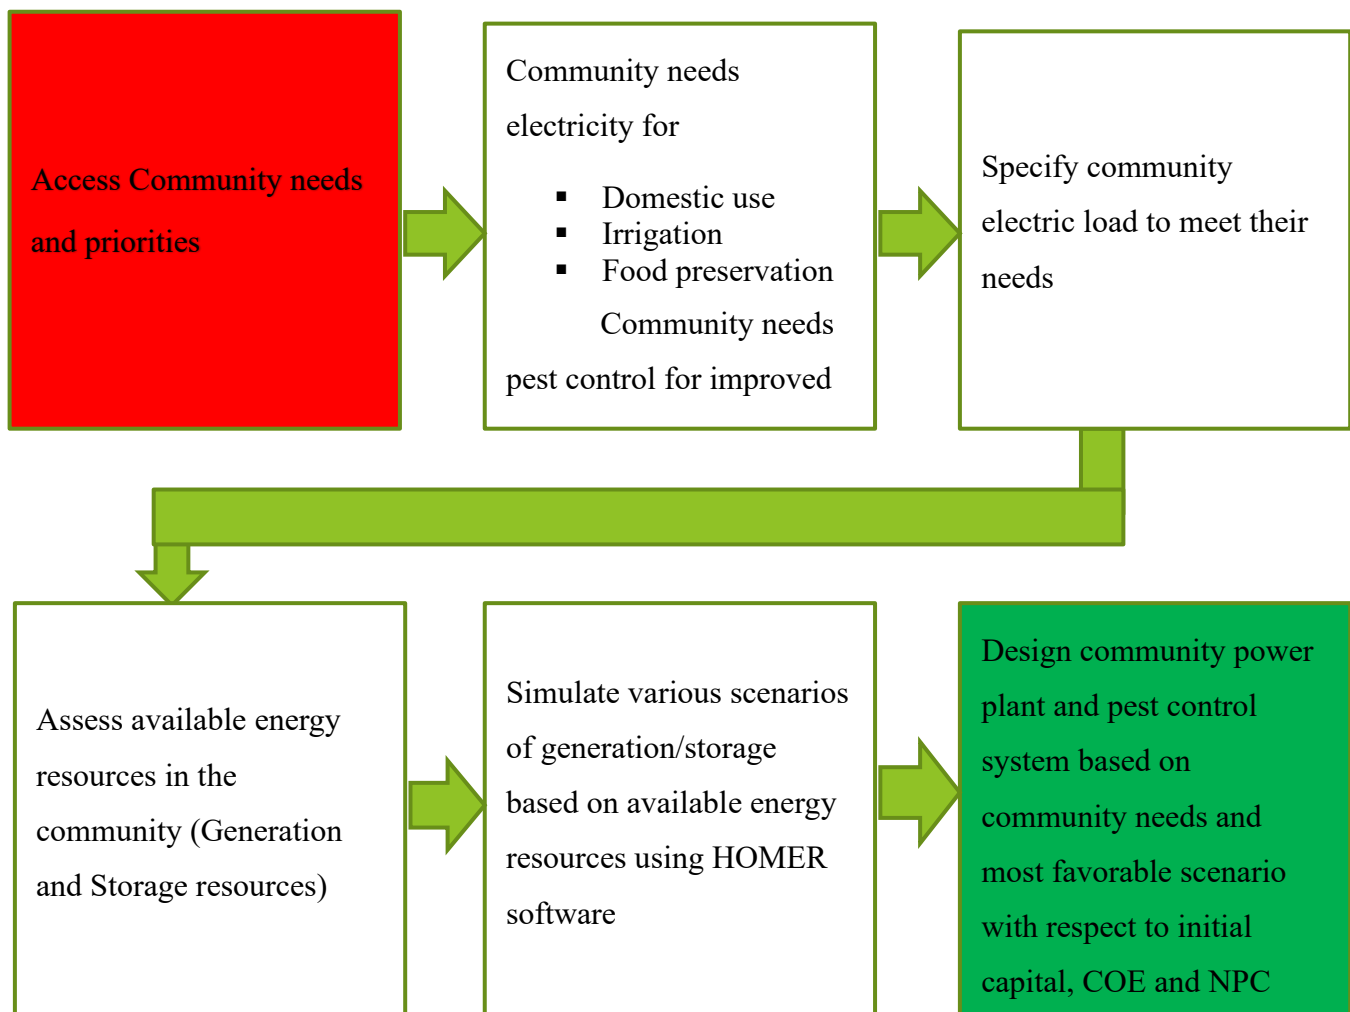 Access Community needs
and priorities
Community needs
electricity for
▪ Domestic use
▪ Irrigation
▪ Food preservation
Community needs
pest control for improved
Specify community
electric load to meet their
needs
Assess available energy
resources in the
community (Generation
and Storage resources)
Simulate various scenarios
of generation/storage
based on available energy
resources using HOMER
software
Design community power
plant and pest control
system based on
community needs and
most favorable scenario
with respect to initial
capital, COE and NPC